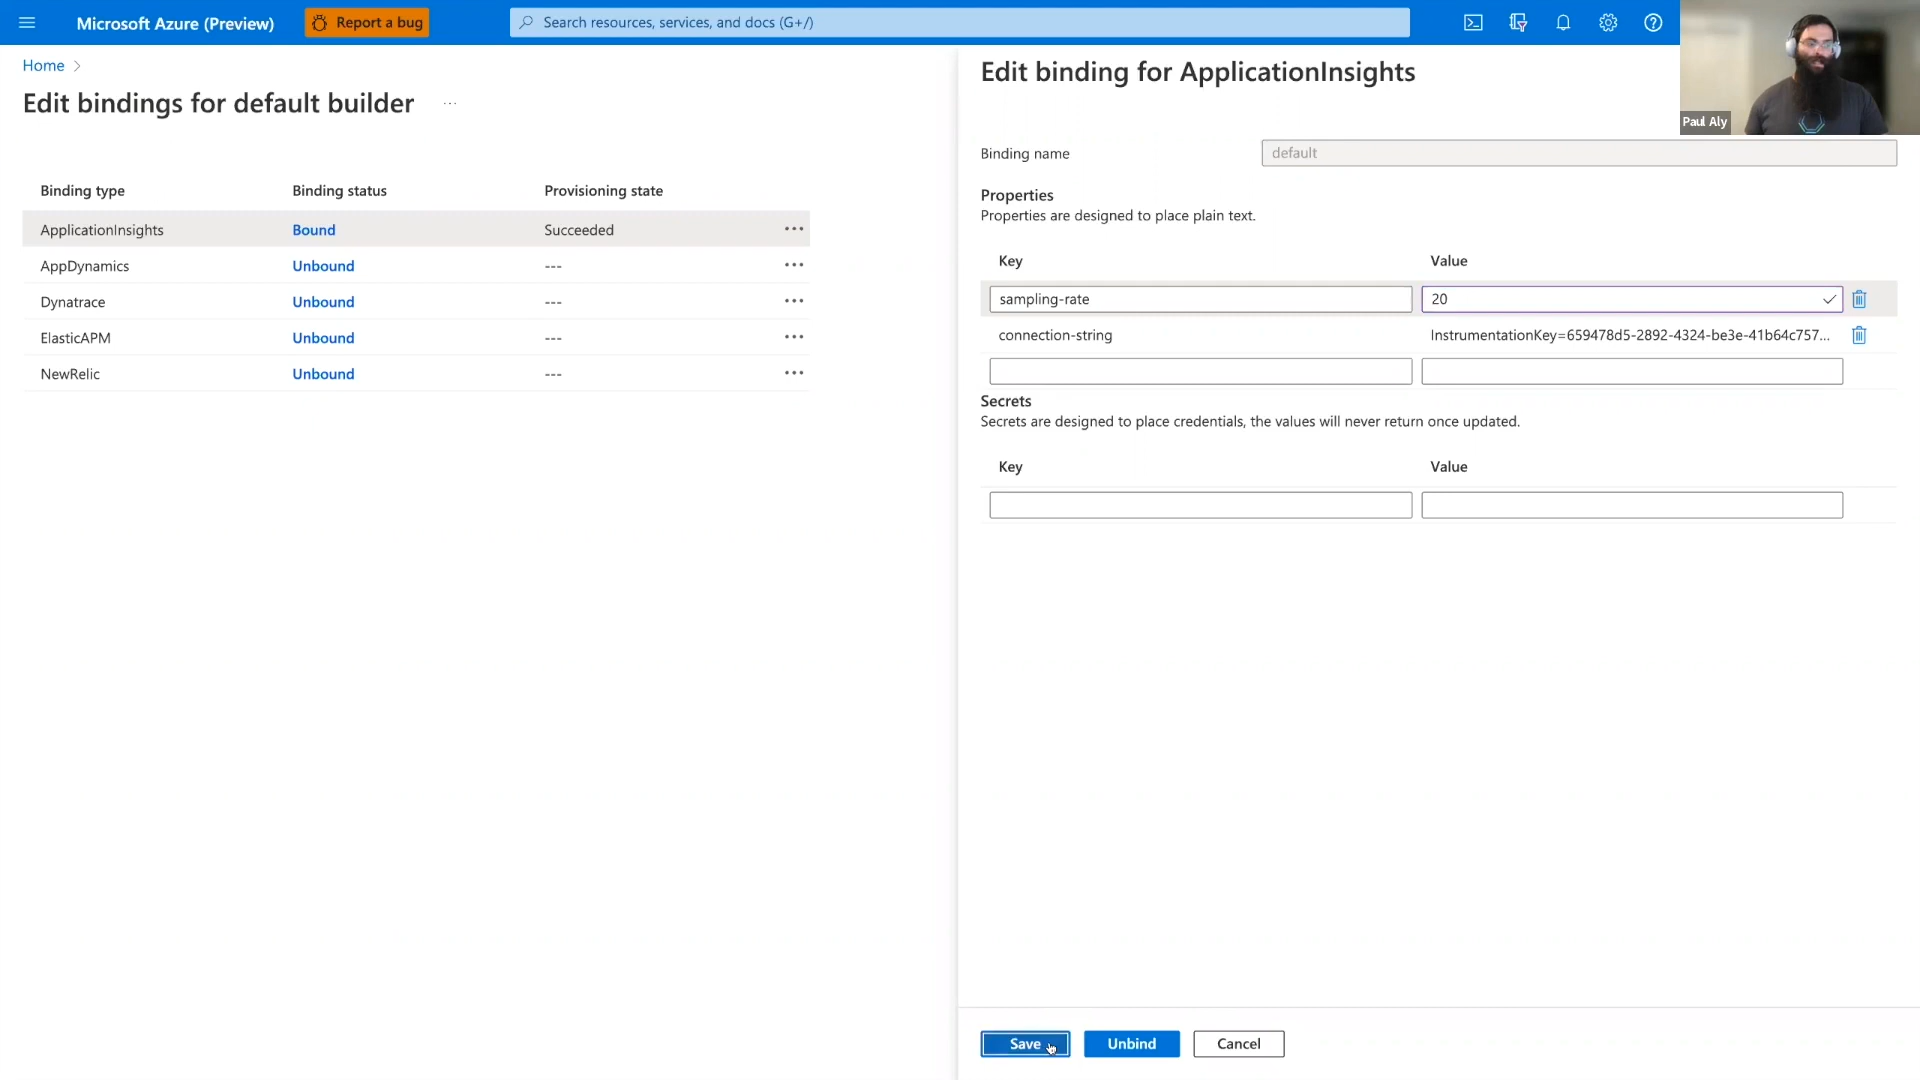 Microsoft Azure (Preview)
Report a bug
Search resources, services, and docs (G+/)
Paul Aly
Home
Edit bindings for default builder
Binding type Binding status Provisioning state
ApplicationInsights Bound Succeeded
AppDynamics Unbound ---
Dynatrace Unbound ---
ElasticAPM Unbound ---
NewRelic Unbound ---
Edit binding for ApplicationInsights
Binding name default
Properties
Properties are designed to place plain text.
Key Value
sampling-rate 20
connection-string InstrumentationKey=659478d5-2892-4324-be3e-41b64c757...
Secrets
Secrets are designed to place credentials, the values will never return once updated.
Key Value
Save Unbind Cancel